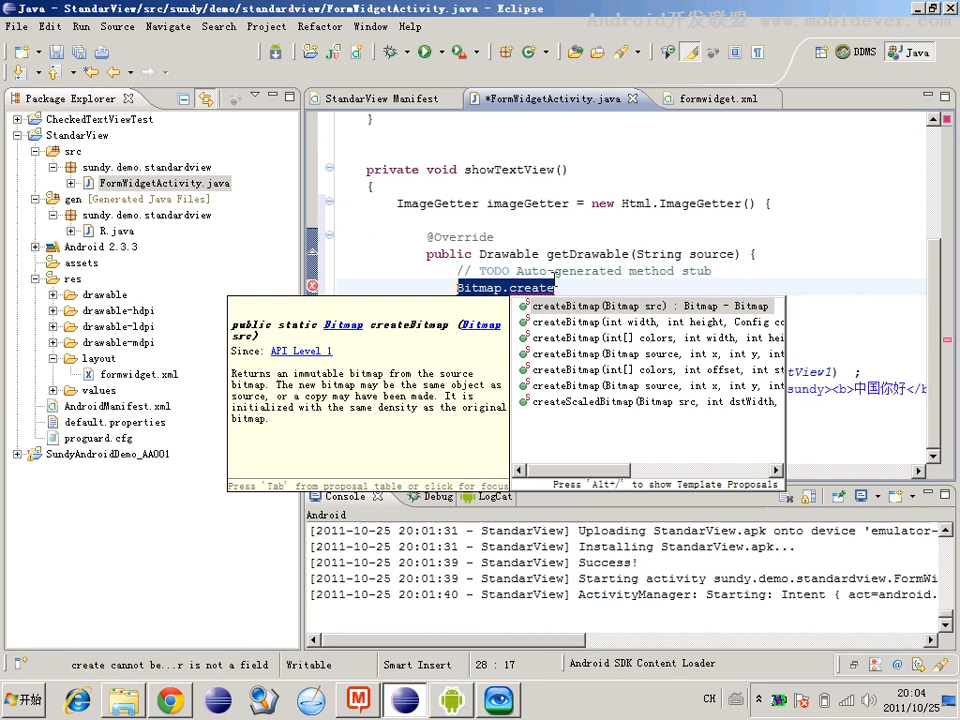 Java - StandarView/src/sundy/demo/standardview/FormWidgetActivity.java - Eclipse
Android开发联盟 www.mobidever.com
File Edit Run Source Navigate Search Project Refactor Window Help
DDMS Java
Package Explorer
StandarView Manifest *FormWidgetActivity.java formwidget.xml
CheckedTextViewTest
StandarView
src
sundy.demo.standardview
FormWidgetActivity.java
gen [Generated Java Files]
sundy.demo.standardview
R.java
Android 2.3.3
assets
res
drawable
drawable-hdpi
drawable-ldpi
drawable-mdpi
layout
formwidget.xml
values
AndroidManifest.xml
default.properties
proguard.cfg
SundyAndroidDemo_AA001
}
private void showTextView()
{
ImageGetter imageGetter = new Html.ImageGetter() {
@Override
public Drawable getDrawable(String source) {
// TODO Auto-generated method stub
Bitmap.create
tView1) ;
sundy><b>中国你好</b
public static Bitmap createBitmap (Bitmap
src)
Since: API Level 1
Returns an immutable bitmap from the source
bitmap. The new bitmap may be the same object as
source, or a copy may have been made. It is
initialized with the same density as the original
bitmap.
Press 'Tab' from proposal table or click for focus
createBitmap(Bitmap src) : Bitmap - Bitmap
createBitmap(int width, int height, Config co
createBitmap(int[] colors, int width, int hei
createBitmap(Bitmap source, int x, int y, int
createBitmap(int[] colors, int offset, int st
createBitmap(Bitmap source, int x, int y, int
createScaledBitmap(Bitmap src, int dstWidth,
Press 'Alt+/' to show Template Proposals
Console Debug LogCat
Android
[2011-10-25 20:01:31 - StandarView] Uploading StandarView.apk onto device 'emulator-
[2011-10-25 20:01:31 - StandarView] Installing StandarView.apk...
[2011-10-25 20:01:39 - StandarView] Success!
[2011-10-25 20:01:39 - StandarView] Starting activity sundy.demo.standardview.FormWi
[2011-10-25 20:01:40 - StandarView] ActivityManager: Starting: Intent { act=android.
create cannot be...r is not a field Writable Smart Insert 28 : 17 Android SDK Content Loader
开始 CH 20:04
2011/10/25